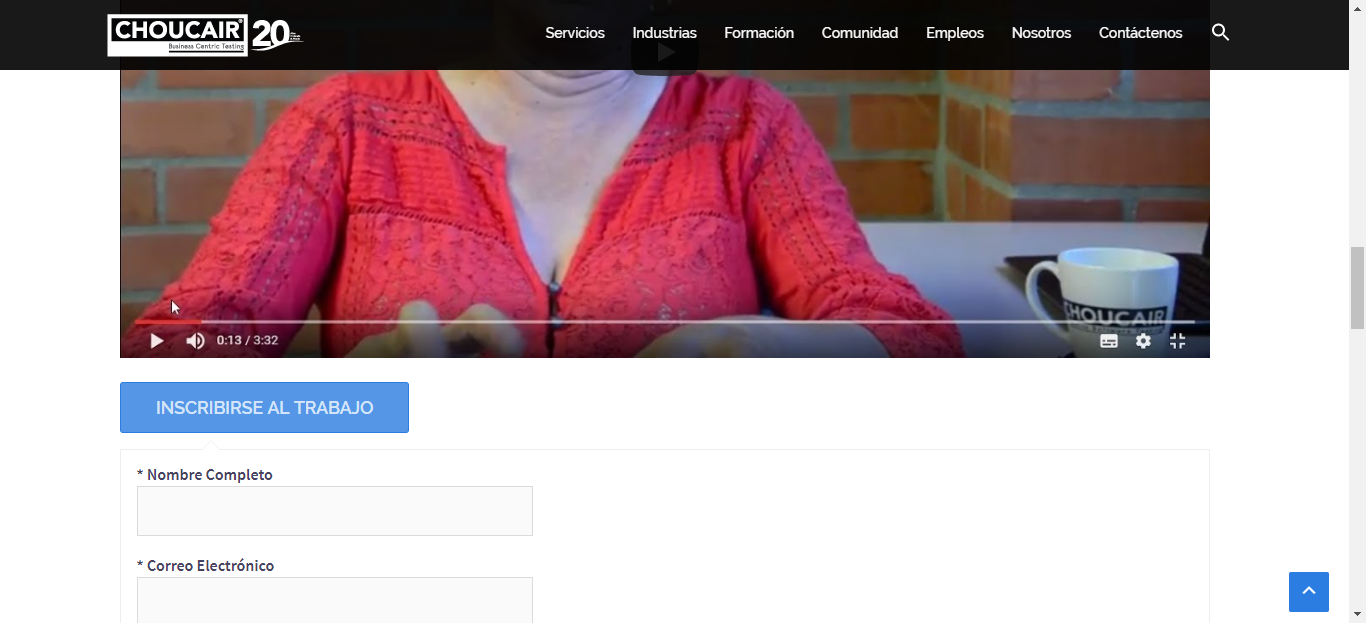 CHOUCAIR
Business Centric Testing
20
Servicios Industrias Formación Comunidad Empleos Nosotros Contáctenos
CHOUCAIR
0:13 / 3:32
INSCRIBIRSE AL TRABAJO
* Nombre Completo
* Correo Electrónico